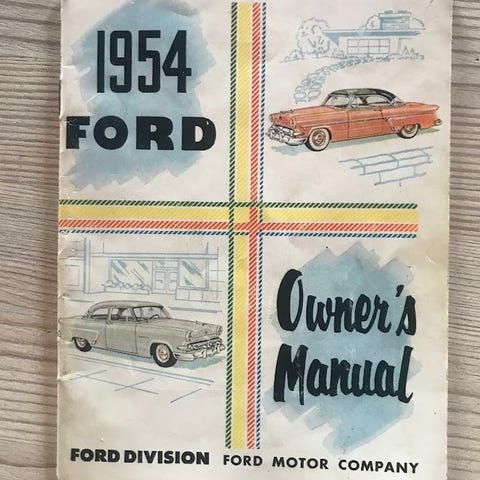 1954
FORD
Owner's
Manual
FORD DIVISION FORD MOTOR COMPANY